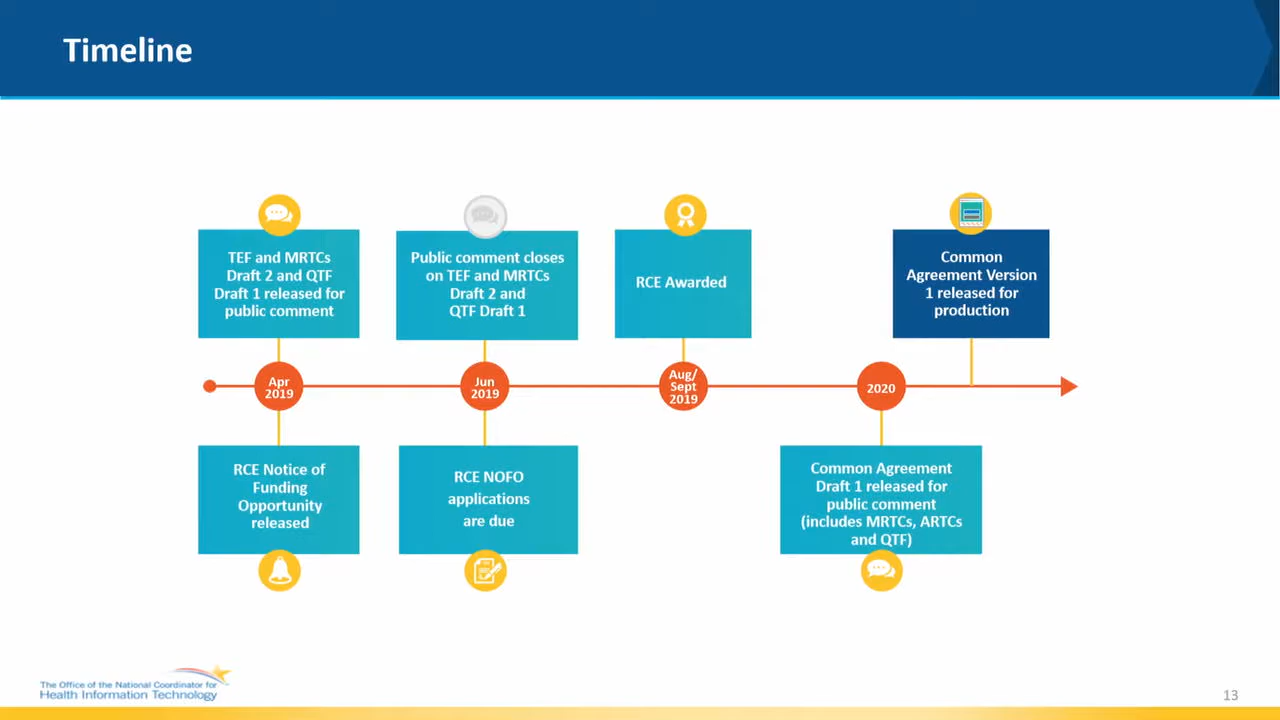 Timeline
TEF and MRTCs
Draft 2 and QTF
Draft 1 released for
public comment
Public comment closes
on TEF and MRTCs
Draft 2 and
QTF Draft 1
RCE Awarded
Common
Agreement Version
1 released for
production
Apr
2019
Jun
2019
Aug/
Sept
2019
2020
RCE Notice of
Funding
Opportunity
released
RCE NOFO
applications
are due
Common Agreement
Draft 1 released for
public comment
(includes MRTCs, ARTCs
and QTF)
The Office of the National Coordinator for
Health Information Technology
13